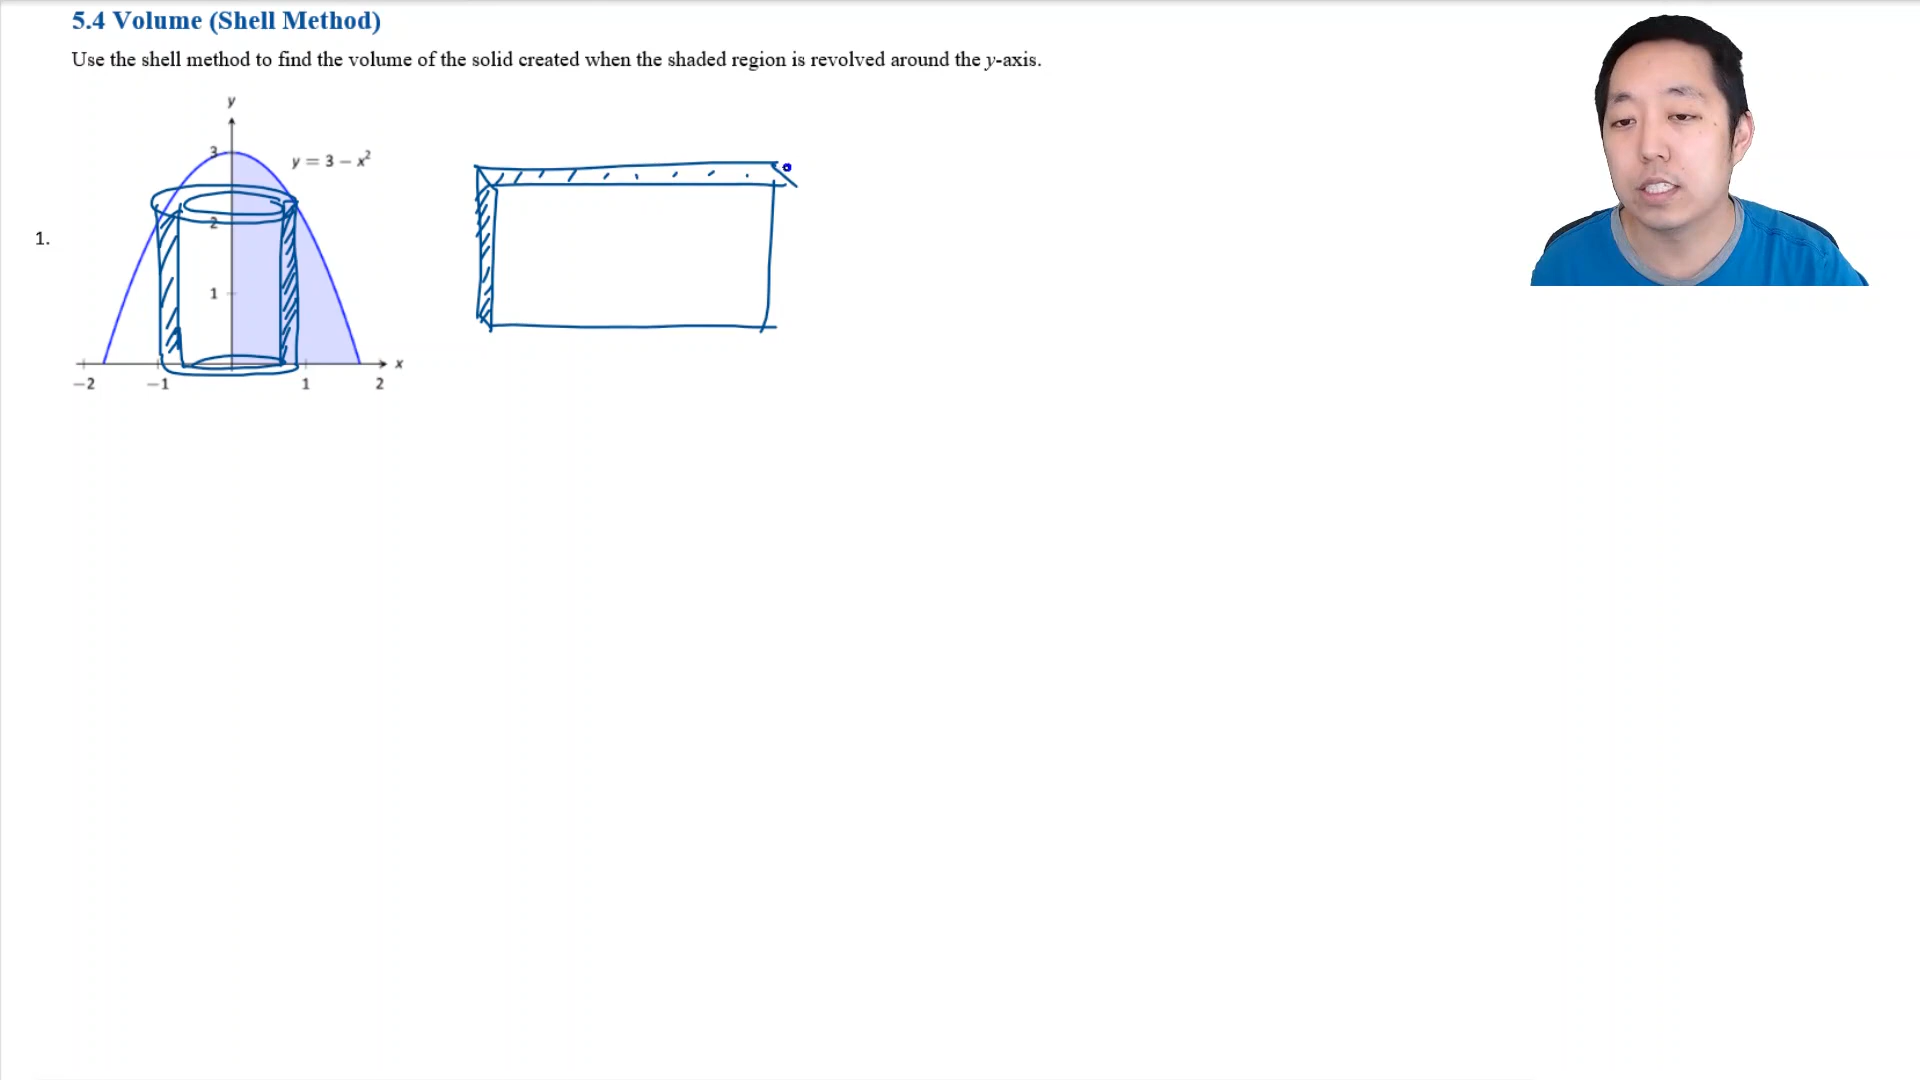 5.4 Volume (Shell Method)
Use the shell method to find the volume of the solid created when the shaded region is revolved around the y-axis.
y
3
y = 3 − x²
2
1.
1
x
−2 −1 1 2